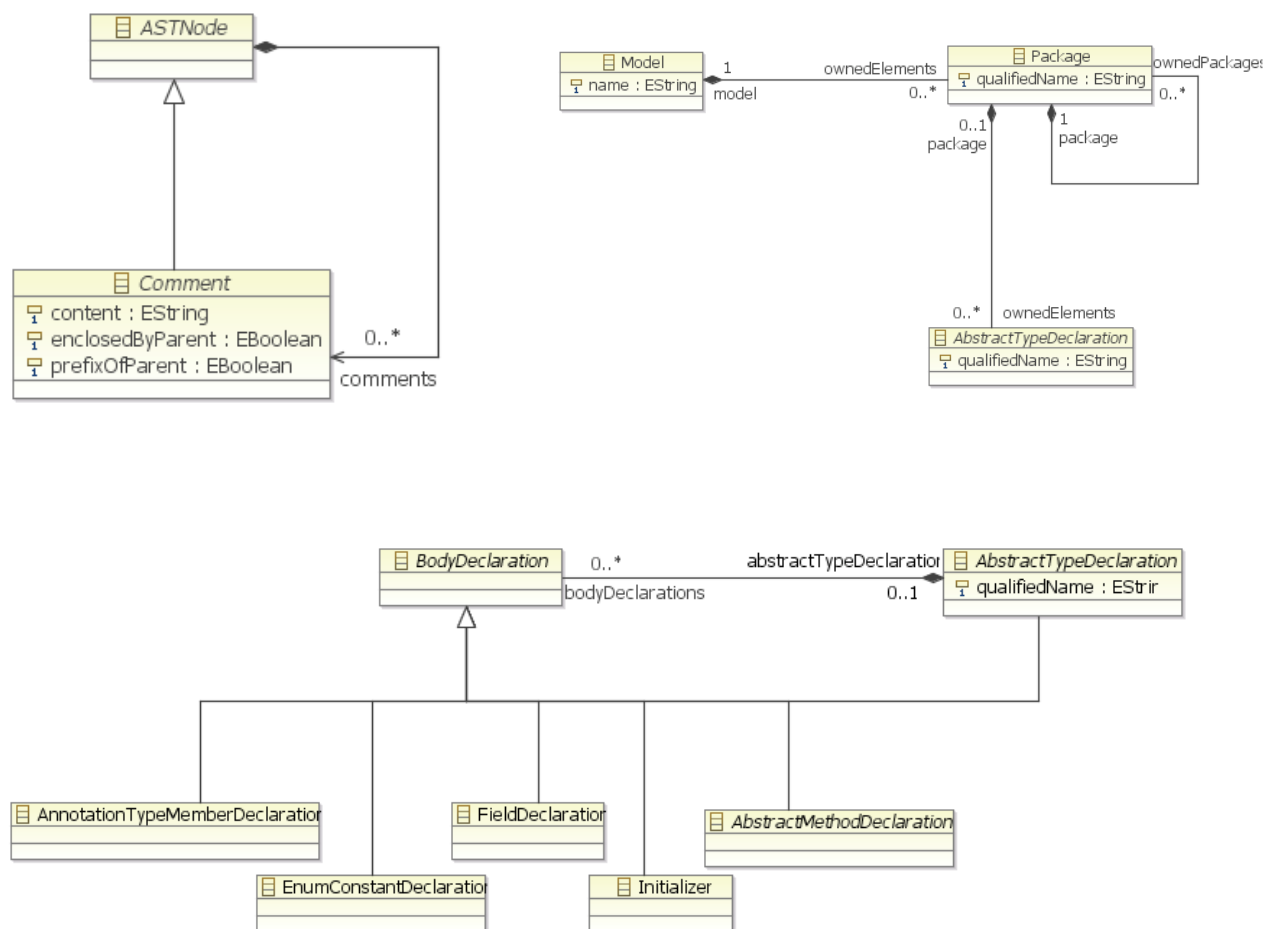 ASTNode
Comment
content : EString
enclosedByParent : EBoolean
prefixOfParent : EBoolean
0..*
comments
Model
name : EString
1
model
ownedElements
0..*
Package
qualifiedName : EString
ownedPackages
0..*
0..1
package
1
package
0..*
ownedElements
AbstractTypeDeclaration
qualifiedName : EString
BodyDeclaration
0..*
bodyDeclarations
abstractTypeDeclaration
0..1
AbstractTypeDeclaration
qualifiedName : EStrir
AnnotationTypeMemberDeclaration
FieldDeclaration
AbstractMethodDeclaration
EnumConstantDeclaratio
Initializer